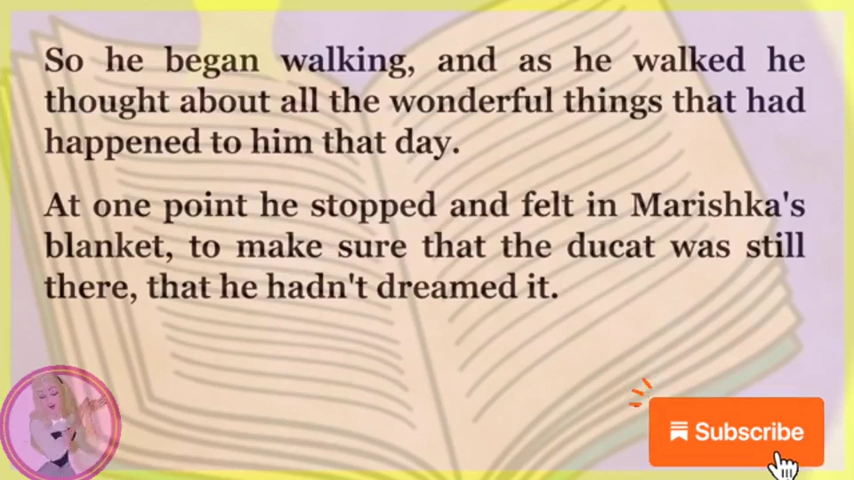 So he began walking, and as he walked he
thought about all the wonderful things that had
happened to him that day.
At one point he stopped and felt in Marishka's
blanket, to make sure that the ducat was still
there, that he hadn't dreamed it.
Subscribe